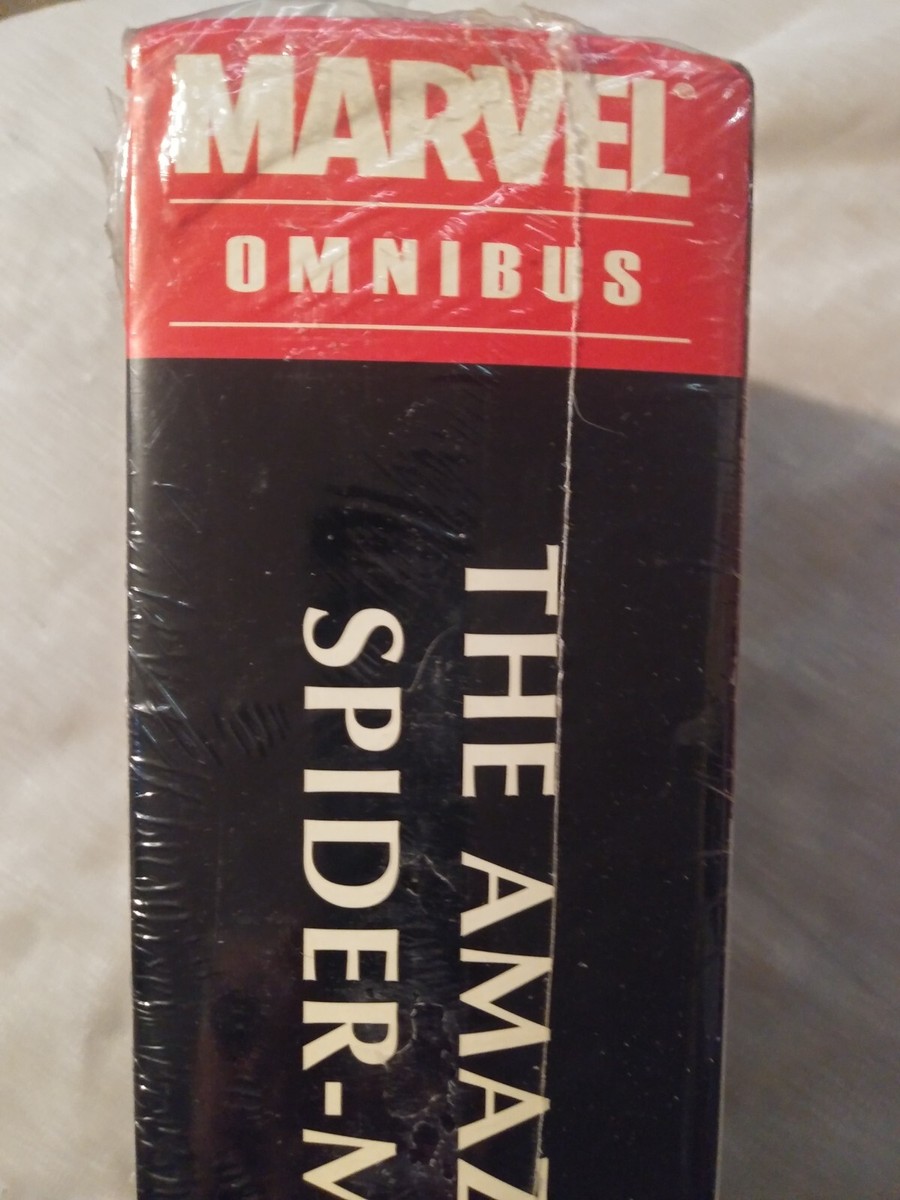 MARVEL
OMNIBUS
THE AMAZ
SPIDER-M